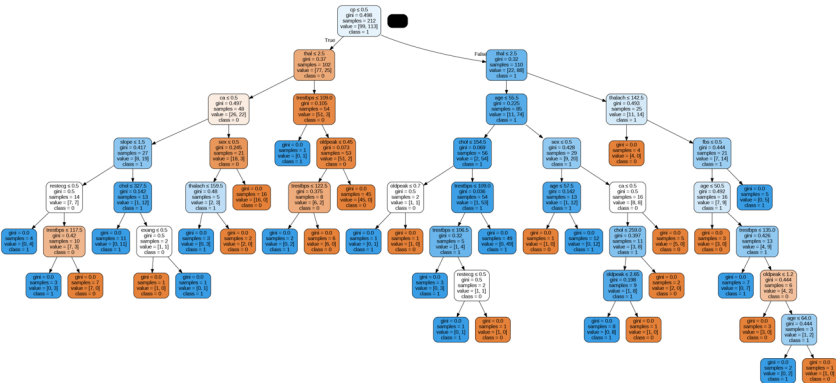 cp ≤ 0.5
gini = 0.498
samples = 212
value = [99, 113]
class = 1
True
False
thal ≤ 2.5
gini = 0.37
samples = 102
value = [77, 25]
class = 0
thal ≤ 2.5
gini = 0.32
samples = 110
value = [22, 88]
class = 1
ca ≤ 0.5
gini = 0.497
samples = 48
value = [26, 22]
class = 0
trestbps ≤ 109.0
gini = 0.105
samples = 54
value = [51, 3]
class = 0
age ≤ 56.5
gini = 0.225
samples = 85
value = [11, 74]
class = 1
thalach ≤ 142.5
gini = 0.493
samples = 25
value = [11, 14]
class = 1
slope ≤ 1.5
gini = 0.417
samples = 27
value = [8, 19]
class = 1
sex ≤ 0.5
gini = 0.245
samples = 21
value = [18, 3]
class = 0
gini = 0.0
samples = 1
value = [0, 1]
class = 1
oldpeak ≤ 0.45
gini = 0.073
samples = 53
value = [51, 2]
class = 0
chol ≤ 154.5
gini = 0.069
samples = 56
value = [2, 54]
class = 1
sex ≤ 0.5
gini = 0.428
samples = 29
value = [9, 20]
class = 1
gini = 0.0
samples = 4
value = [4, 0]
class = 0
fbs ≤ 0.5
gini = 0.444
samples = 21
value = [7, 14]
class = 1
restecg ≤ 0.5
gini = 0.5
samples = 14
value = [7, 7]
class = 0
chol ≤ 327.5
gini = 0.142
samples = 13
value = [1, 12]
class = 1
thalach ≤ 159.5
gini = 0.48
samples = 5
value = [2, 3]
class = 1
gini = 0.0
samples = 16
value = [16, 0]
class = 0
trestbps ≤ 122.5
gini = 0.375
samples = 8
value = [6, 2]
class = 0
gini = 0.0
samples = 45
value = [45, 0]
class = 0
oldpeak ≤ 0.7
gini = 0.5
samples = 2
value = [1, 1]
class = 0
trestbps ≤ 109.0
gini = 0.036
samples = 54
value = [1, 53]
class = 1
age ≤ 57.5
gini = 0.142
samples = 13
value = [1, 12]
class = 1
ca ≤ 0.5
gini = 0.5
samples = 16
value = [8, 8]
class = 0
age ≤ 50.5
gini = 0.492
samples = 16
value = [7, 9]
class = 1
gini = 0.0
samples = 5
value = [0, 5]
class = 1
gini = 0.0
samples = 4
value = [0, 4]
class = 1
trestbps ≤ 117.5
gini = 0.42
samples = 10
value = [7, 3]
class = 0
gini = 0.0
samples = 11
value = [0, 11]
class = 1
exang ≤ 0.5
gini = 0.5
samples = 2
value = [1, 1]
class = 0
gini = 0.0
samples = 3
value = [0, 3]
class = 1
gini = 0.0
samples = 2
value = [2, 0]
class = 0
gini = 0.0
samples = 2
value = [0, 2]
class = 1
gini = 0.0
samples = 6
value = [6, 0]
class = 0
gini = 0.0
samples = 1
value = [0, 1]
class = 1
gini = 0.0
samples = 1
value = [1, 0]
class = 0
trestbps ≤ 106.5
gini = 0.32
samples = 5
value = [1, 4]
class = 1
gini = 0.0
samples = 49
value = [0, 49]
class = 1
gini = 0.0
samples = 1
value = [1, 0]
class = 0
gini = 0.0
samples = 12
value = [0, 12]
class = 1
chol ≤ 259.0
gini = 0.397
samples = 11
value = [3, 8]
class = 1
gini = 0.0
samples = 5
value = [5, 0]
class = 0
gini = 0.0
samples = 3
value = [3, 0]
class = 0
trestbps ≤ 135.0
gini = 0.426
samples = 13
value = [4, 9]
class = 1
gini = 0.0
samples = 3
value = [0, 3]
class = 1
gini = 0.0
samples = 7
value = [7, 0]
class = 0
gini = 0.0
samples = 1
value = [1, 0]
class = 0
gini = 0.0
samples = 1
value = [0, 1]
class = 1
gini = 0.0
samples = 3
value = [0, 3]
class = 1
restecg ≤ 0.5
gini = 0.5
samples = 2
value = [1, 1]
class = 0
oldpeak ≤ 2.65
gini = 0.198
samples = 9
value = [1, 8]
class = 1
gini = 0.0
samples = 2
value = [2, 0]
class = 0
gini = 0.0
samples = 7
value = [0, 7]
class = 1
oldpeak ≤ 1.2
gini = 0.444
samples = 6
value = [4, 2]
class = 0
gini = 0.0
samples = 1
value = [0, 1]
class = 1
gini = 0.0
samples = 1
value = [1, 0]
class = 0
gini = 0.0
samples = 8
value = [0, 8]
class = 1
gini = 0.0
samples = 1
value = [1, 0]
class = 0
gini = 0.0
samples = 3
value = [3, 0]
class = 0
age ≤ 64.0
gini = 0.444
samples = 3
value = [1, 2]
class = 1
gini = 0.0
samples = 2
value = [0, 2]
class = 1
gini = 0.0
samples = 1
value = [1, 0]
class = 0